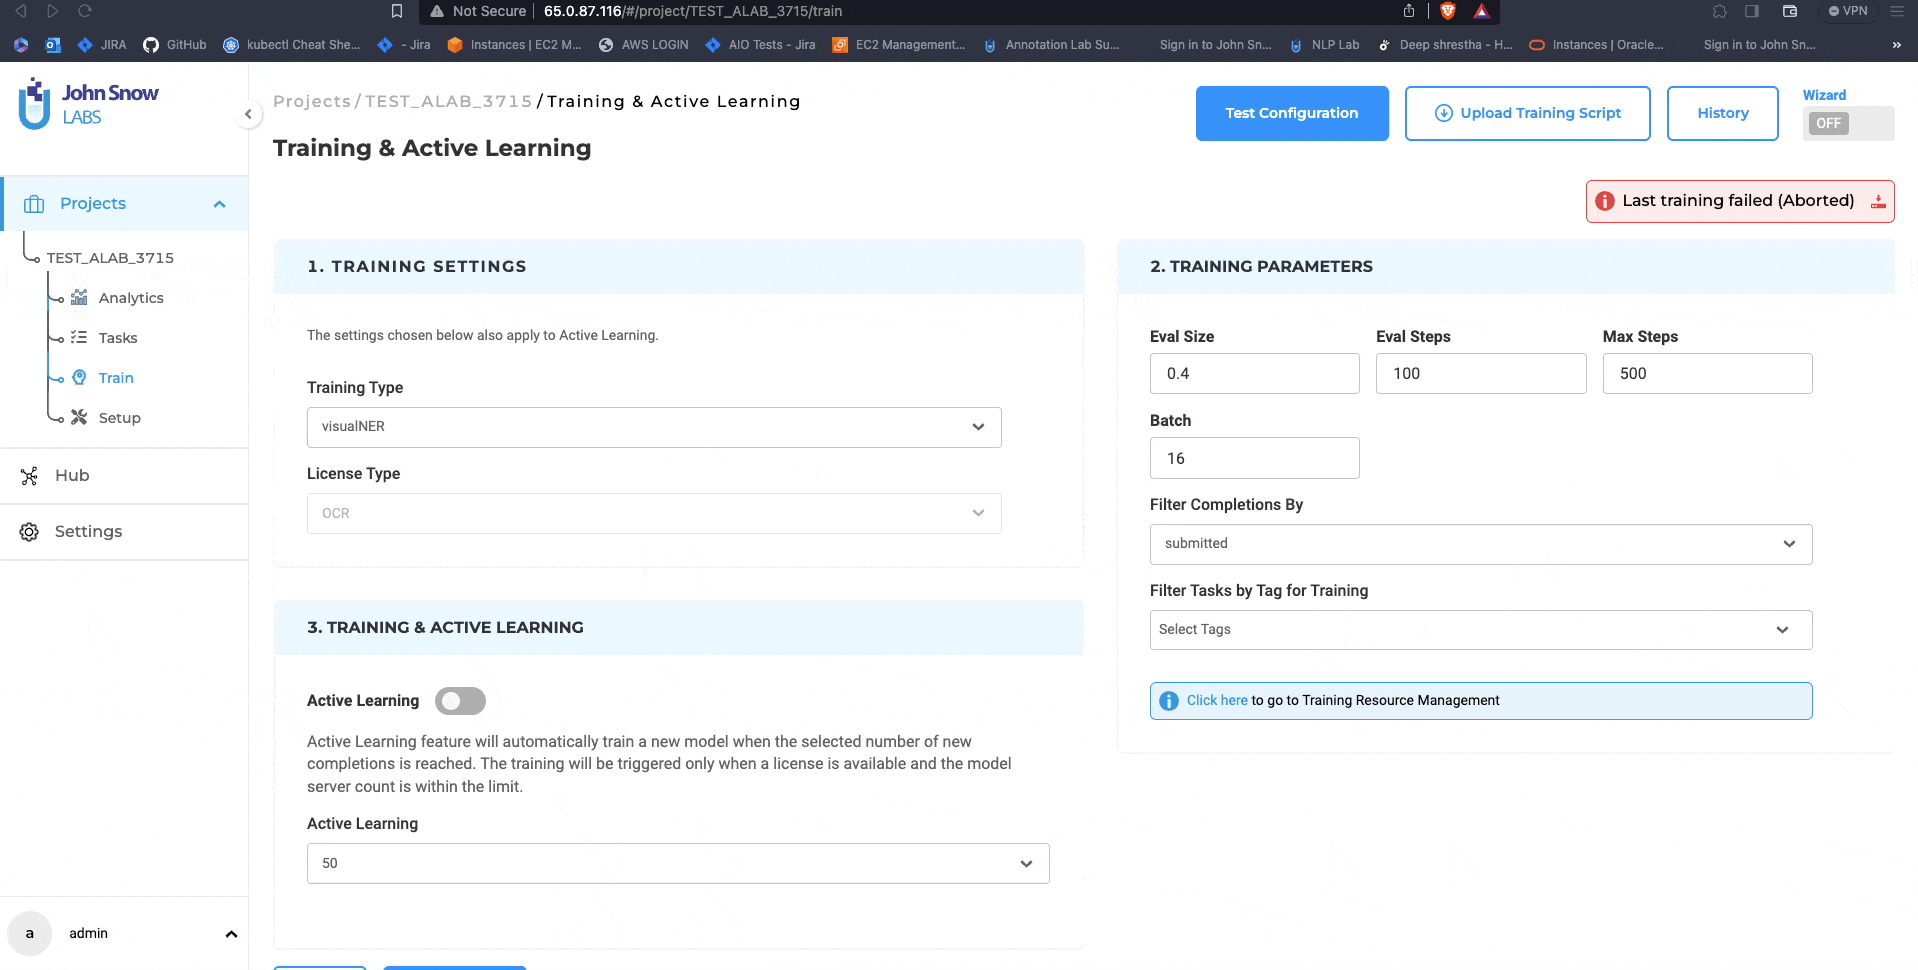 Not Secure 65.0.87.116/#/project/TEST_ALAB_3715/train VPN
JIRA GitHub kubectl Cheat She... - Jira Instances | EC2 M... AWS LOGIN AIO Tests - Jira EC2 Management... Annotation Lab Su... Sign in to John Sn... NLP Lab Deep shrestha - H... Instances | Oracle... Sign in to John Sn... »
John Snow
LABS
Projects
TEST_ALAB_3715
Analytics
Tasks
Train
Setup
Hub
Settings
a admin
Projects / TEST_ALAB_3715 / Training & Active Learning
Training & Active Learning
Test Configuration
Upload Training Script
History
Wizard
OFF
Last training failed (Aborted)
1. TRAINING SETTINGS
The settings chosen below also apply to Active Learning.
Training Type
visualNER
License Type
OCR
2. TRAINING PARAMETERS
Eval Size Eval Steps Max Steps
0.4 100 500
Batch
16
Filter Completions By
submitted
Filter Tasks by Tag for Training
Select Tags
Click here to go to Training Resource Management
3. TRAINING & ACTIVE LEARNING
Active Learning
Active Learning feature will automatically train a new model when the selected number of new
completions is reached. The training will be triggered only when a license is available and the model
server count is within the limit.
Active Learning
50